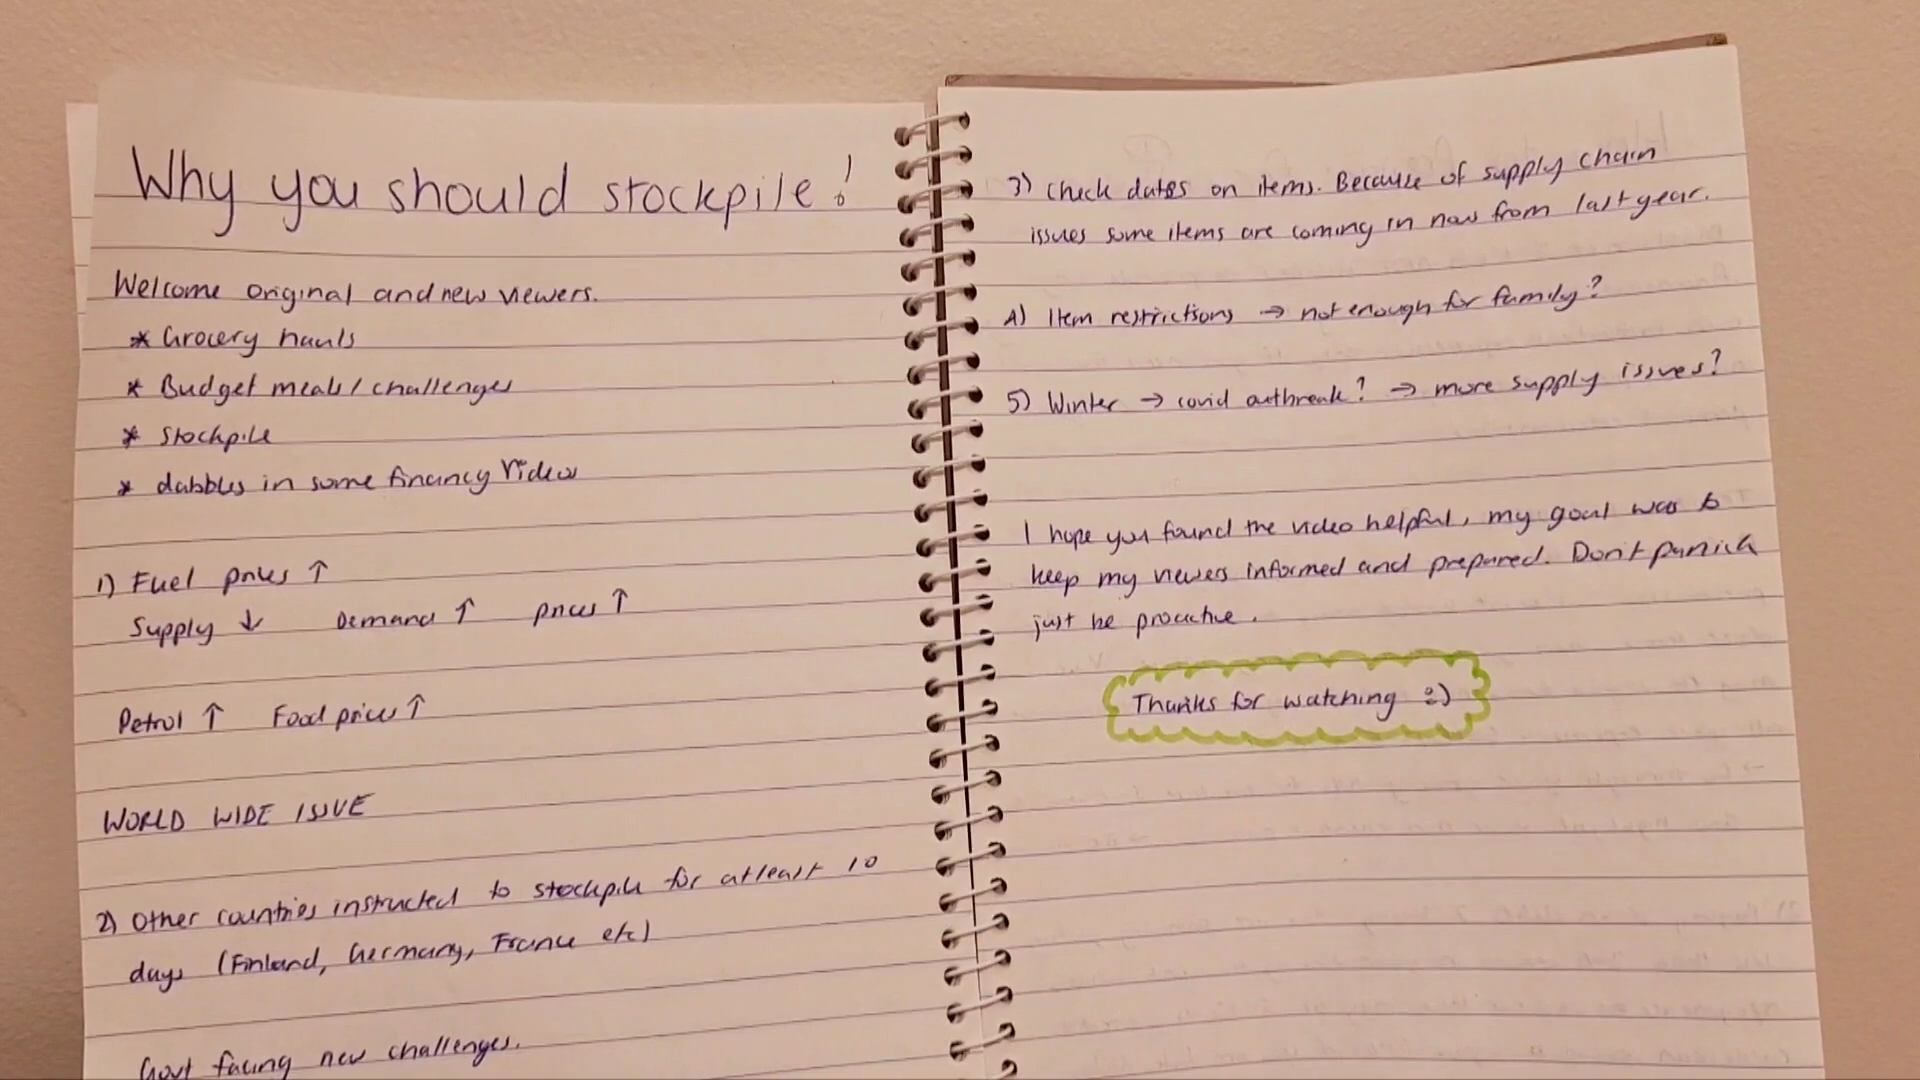 Why you should stockpile!
Welcome original and new viewers.
* Grocery hauls
* Budget meals / challenges
* Stockpile
* dabbles in some financy Videos
1) Fuel prices ↑
Supply ↓ Demand ↑ prices ↑
Petrol ↑ Food prices ↑
WORLD WIDE ISSUE
2) Other countries instructed to stockpile for atleast 10
days (Finland, Germany, France etc)
Govt facing new challenges.
3) Check dates on items. Because of supply chain
issues some items are coming in now from last year.
4) Item restrictions → not enough for family?
5) Winter → covid outbreak? → more supply issues?
I hope you found the video helpful, my goal was to
keep my viewers informed and prepared. Don't panick
just be proactive.
Thanks for watching :)